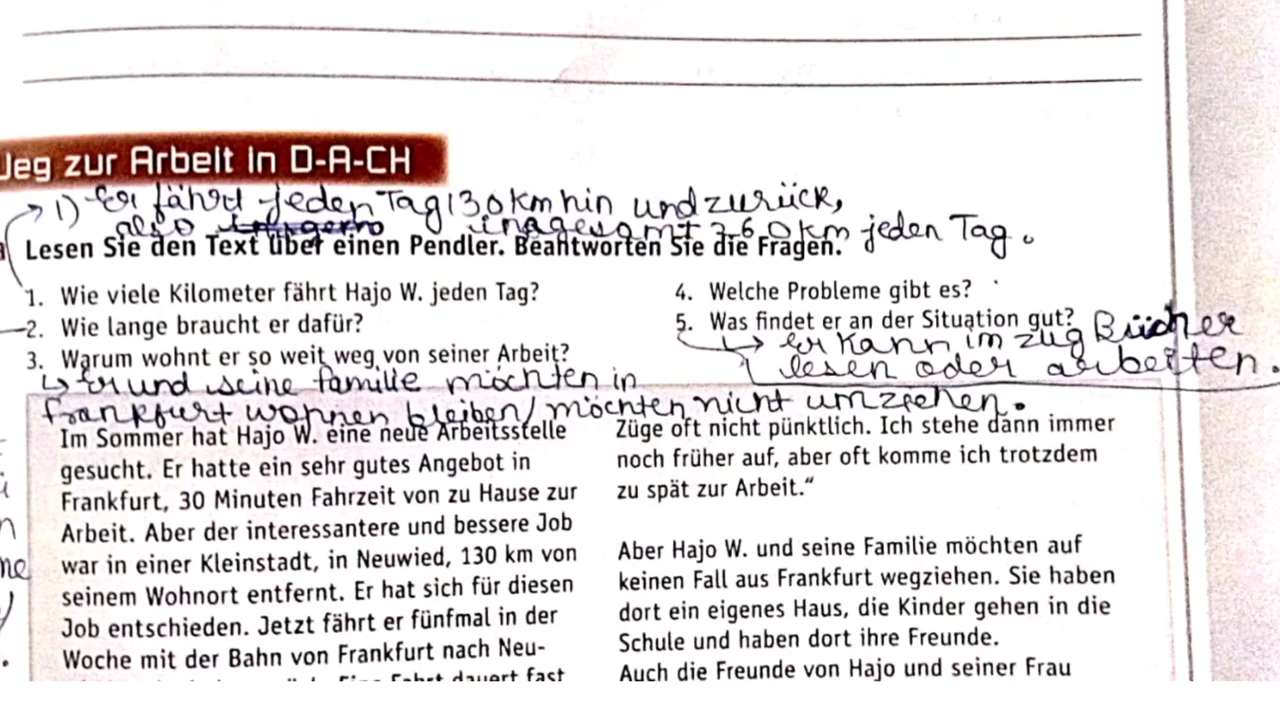 Weg zur Arbeit in D-A-CH
1) Er fährt jeden Tag 130 km hin und zurück,
also insgesamt 260 km jeden Tag.
Lesen Sie den Text über einen Pendler. Beantworten Sie die Fragen.
1. Wie viele Kilometer fährt Hajo W. jeden Tag?
2. Wie lange braucht er dafür?
3. Warum wohnt er so weit weg von seiner Arbeit?
↳ Er und seine familie möchten in
frankfurt wohnen bleiben/möchten nicht umziehen.
4. Welche Probleme gibt es?
5. Was findet er an der Situation gut?
↳ er kann im zug Bücher
lesen oder arbeiten.
Im Sommer hat Hajo W. eine neue Arbeitsstelle
gesucht. Er hatte ein sehr gutes Angebot in
Frankfurt, 30 Minuten Fahrzeit von zu Hause zur
Arbeit. Aber der interessantere und bessere Job
war in einer Kleinstadt, in Neuwied, 130 km von
seinem Wohnort entfernt. Er hat sich für diesen
Job entschieden. Jetzt fährt er fünfmal in der
Woche mit der Bahn von Frankfurt nach Neu-
Eine Fahrt dauert fast
Züge oft nicht pünktlich. Ich stehe dann immer
noch früher auf, aber oft komme ich trotzdem
zu spät zur Arbeit.“
Aber Hajo W. und seine Familie möchten auf
keinen Fall aus Frankfurt wegziehen. Sie haben
dort ein eigenes Haus, die Kinder gehen in die
Schule und haben dort ihre Freunde.
Auch die Freunde von Hajo und seiner Frau